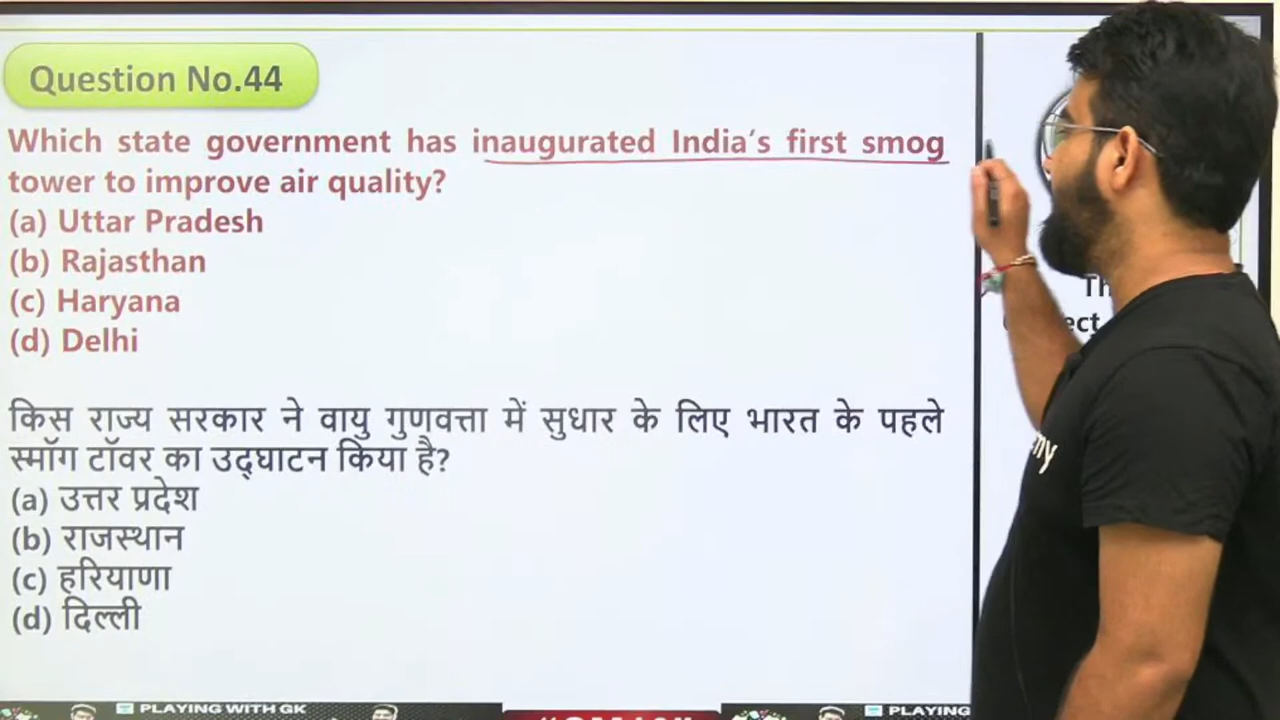 Question No.44
Which state government has inaugurated India's first smog
tower to improve air quality?
(a) Uttar Pradesh
(b) Rajasthan
(c) Haryana
(d) Delhi
किस राज्य सरकार ने वायु गुणवत्ता में सुधार के लिए भारत के पहले
स्मॉग टॉवर का उद्घाटन किया है?
(a) उत्तर प्रदेश
(b) राजस्थान
(c) हरियाणा
(d) दिल्ली
PLAYING WITH GK
PLAYING